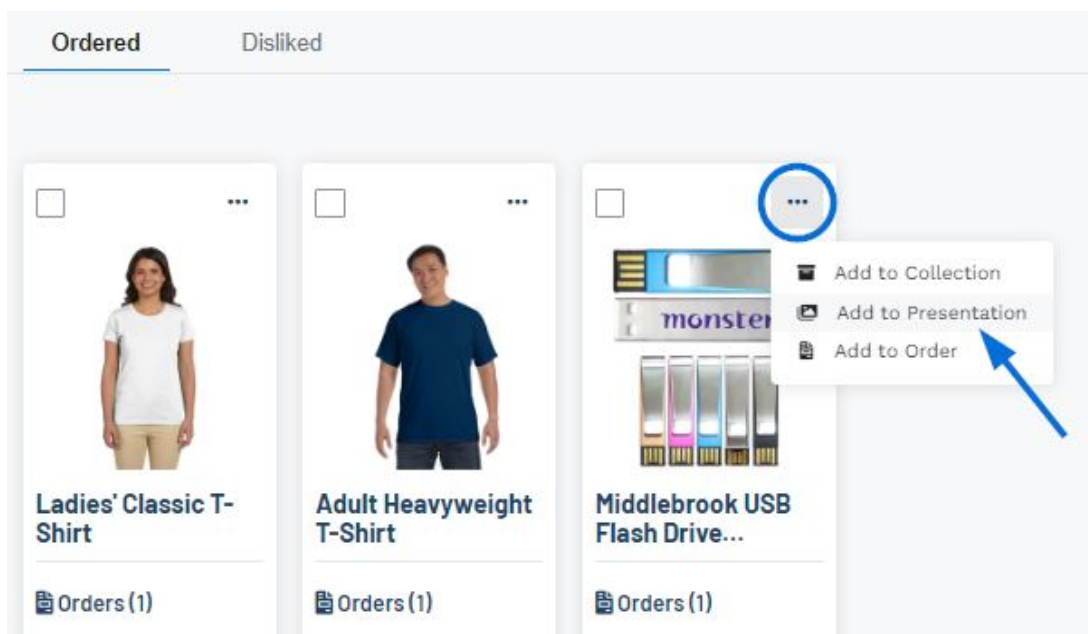 Ordered Disliked
Add to Collection
monster
Add to Presentation
Add to Order
Ladies' Classic T-
Shirt
Adult Heavyweight
T-Shirt
Middlebrook USB
Flash Drive...
Orders (1)
Orders (1)
Orders (1)